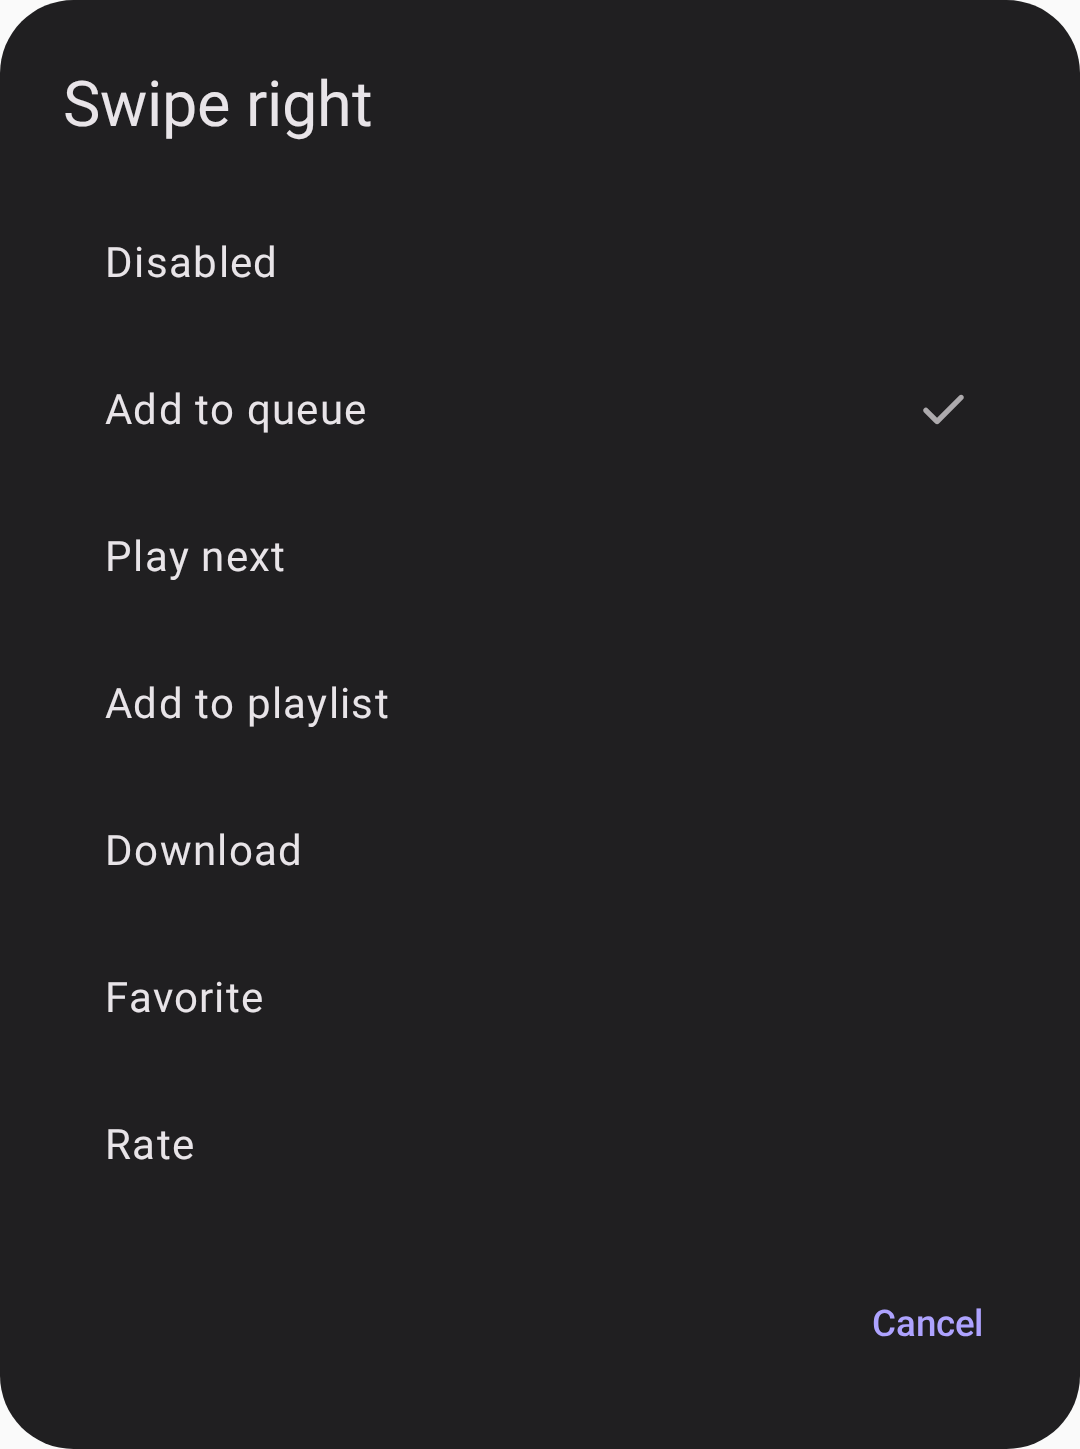 Swipe right
Disabled
Add to queue
Play next
Add to playlist
Download
Favorite
Rate
Cancel